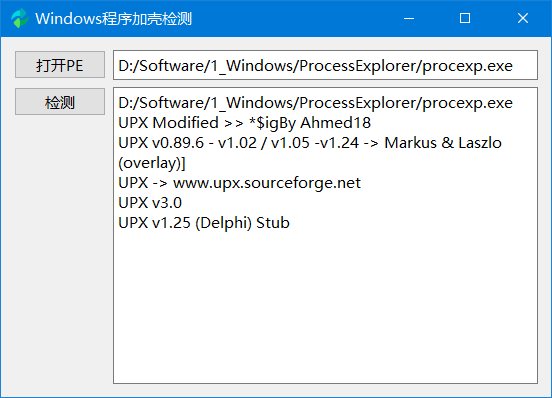 Windows程序加壳检测
打开PE
D:/Software/1_Windows/ProcessExplorer/procexp.exe
检测
D:/Software/1_Windows/ProcessExplorer/procexp.exe
UPX Modified >> *$igBy Ahmed18
UPX v0.89.6 - v1.02 / v1.05 -v1.24 -> Markus & Laszlo
(overlay)]
UPX -> www.upx.sourceforge.net
UPX v3.0
UPX v1.25 (Delphi) Stub